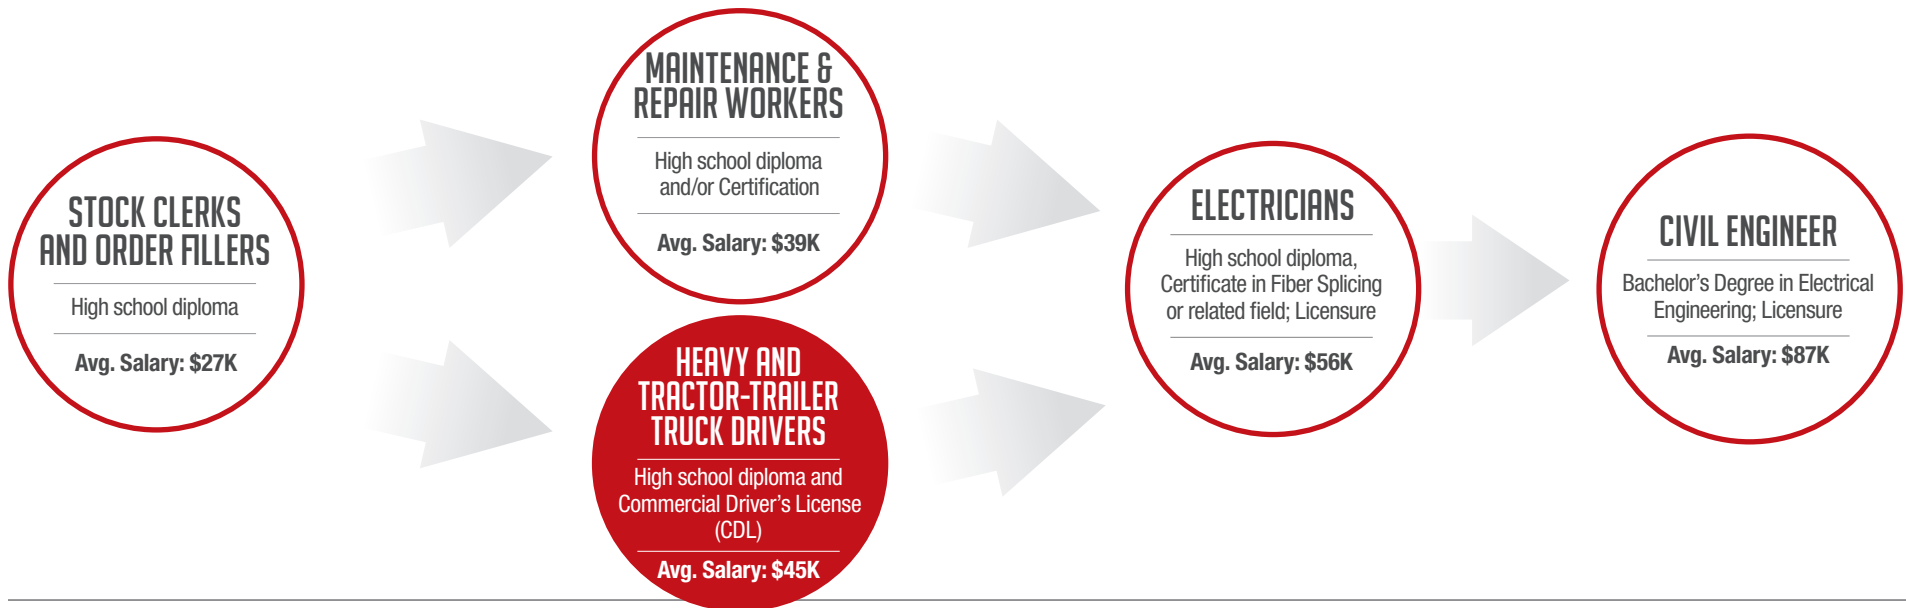 STOCK CLERKS
AND ORDER FILLERS
High school diploma
Avg. Salary: $27K
MAINTENANCE &
REPAIR WORKERS
High school diploma
and/or Certification
Avg. Salary: $39K
HEAVY AND
TRACTOR-TRAILER
TRUCK DRIVERS
High school diploma and
Commercial Driver’s License
(CDL)
Avg. Salary: $45K
ELECTRICIANS
High school diploma,
Certificate in Fiber Splicing
or related field; Licensure
Avg. Salary: $56K
CIVIL ENGINEER
Bachelor’s Degree in Electrical
Engineering; Licensure
Avg. Salary: $87K